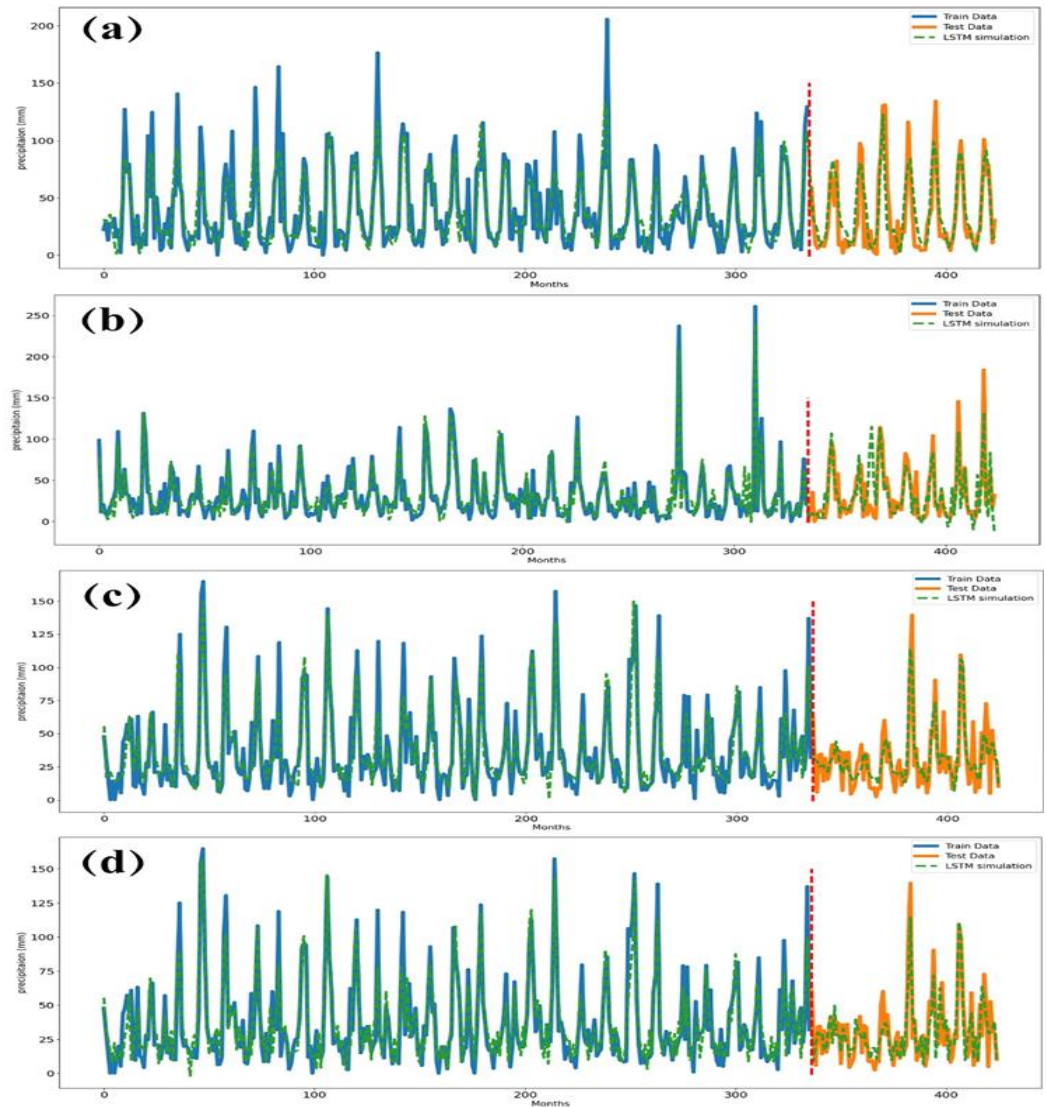 (a)
Train Data
Test Data
LSTM simulation
precipitaion (mm)
200
150
100
50
0
0 100 200 300 400
Months
(b)
Train Data
Test Data
LSTM simulation
precipitaion (mm)
250
200
150
100
50
0
0 100 200 300 400
Months
(c)
Train Data
Test Data
LSTM simulation
precipitaion (mm)
150
125
100
75
50
25
0
0 100 200 300 400
Months
(d)
Train Data
Test Data
LSTM simulation
precipitaion (mm)
150
125
100
75
50
25
0
0 100 200 300 400
Months